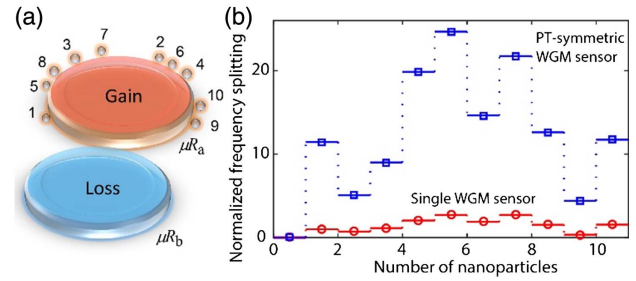 (a)
7
3
2
6
8
4
5
Gain
10
1
9
μRa
Loss
μRb
(b)
Normalized frequency splitting
20
10
0
PT-symmetric
WGM sensor
Single WGM sensor
0 2 4 6 8 10
Number of nanoparticles